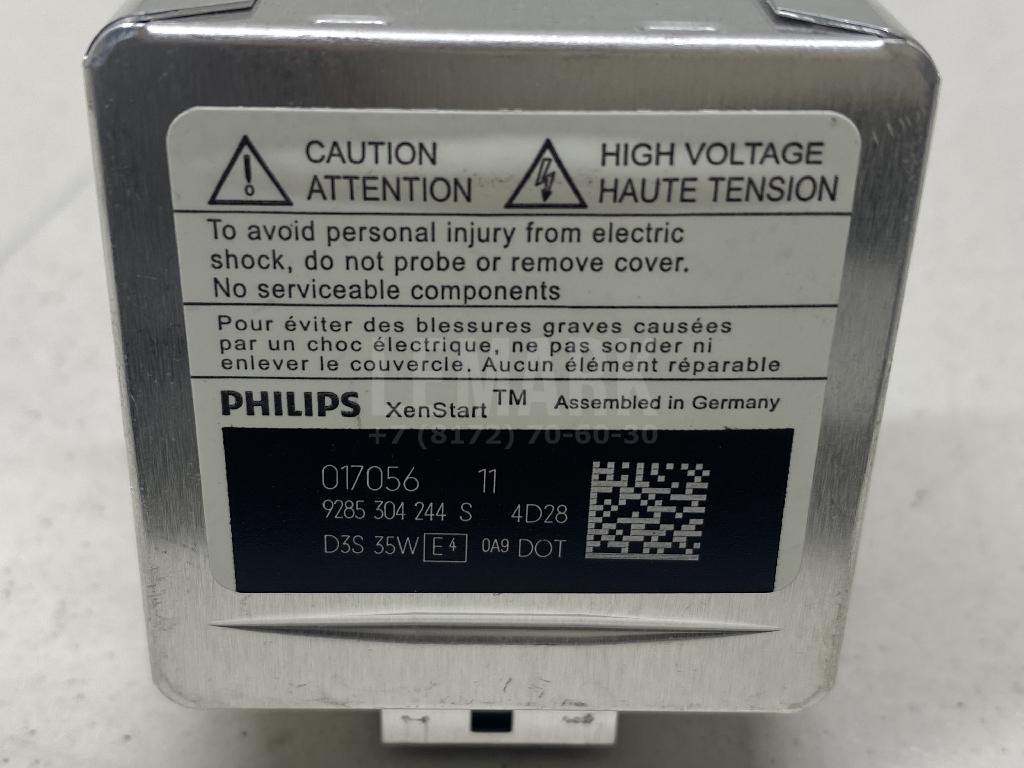 CAUTION
ATTENTION
HIGH VOLTAGE
HAUTE TENSION
To avoid personal injury from electric
shock, do not probe or remove cover.
No serviceable components
Pour éviter des blessures graves causées
par un choc électrique, ne pas sonder ni
enlever le couvercle. Aucun élément réparable
PHILIPS XenStart™ Assembled in Germany
LEMARK
+7 (8172) 70-60-30
017056 11
9285 304 244 S 4D28
D3S 35W E4 0A9 DOT